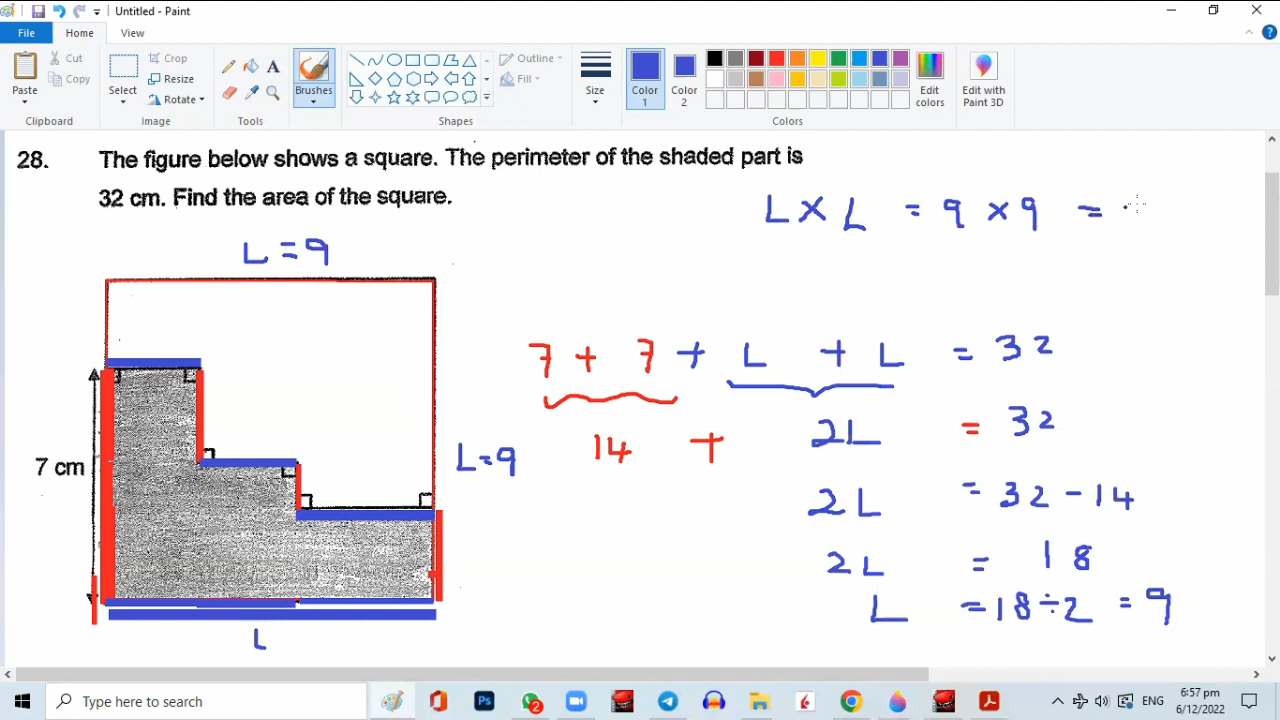 Untitled - Paint
File Home View
Paste
Cut
Copy
Clipboard
Select
Crop
Resize
Rotate
Image
A
Tools
Brushes
Shapes
Outline
Fill
Size
Color 1
Color 2
Colors
Edit colors
Edit with Paint 3D
28. The figure below shows a square. The perimeter of the shaded part is
32 cm. Find the area of the square.
L × L = 9 × 9 =
L = 9
7 + 7 + L + L = 32
14 + 2L = 32
7 cm
L = 9
2L = 32 - 14
2L = 18
L = 18 ÷ 2 = 9
L
Type here to search
2
ENG
6:57 pm
6/12/2022